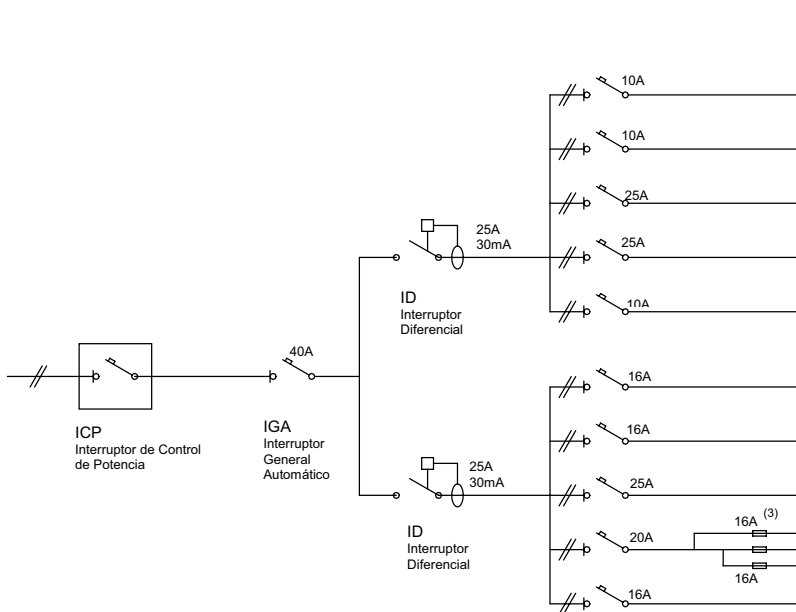 10A
10A
25A
25A
10A
25A
30mA
ID
Interruptor
Diferencial
40A
ICP
Interruptor de Control
de Potencia
IGA
Interruptor
General
Automático
25A
30mA
ID
Interruptor
Diferencial
16A
16A
25A
20A
16A
(3)
16A
16A